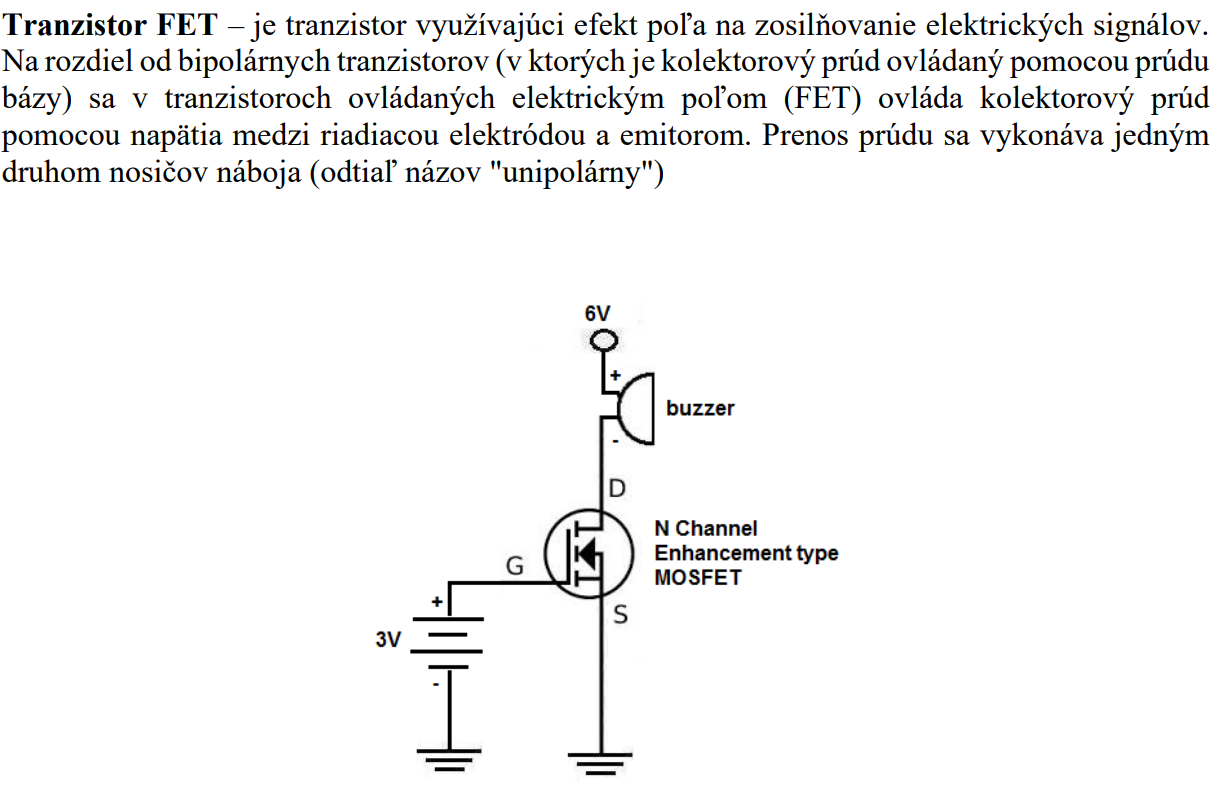 Tranzistor FET – je tranzistor využívajúci efekt poľa na zosilňovanie elektrických signálov.
Na rozdiel od bipolárnych tranzistorov (v ktorých je kolektorový prúd ovládaný pomocou prúdu
bázy) sa v tranzistoroch ovládaných elektrickým poľom (FET) ovláda kolektorový prúd
pomocou napätia medzi riadiacou elektródou a emitorom. Prenos prúdu sa vykonáva jedným
druhom nosičov náboja (odtiaľ názov "unipolárny")
6V
+
buzzer
-
D
N Channel
Enhancement type
MOSFET
G
S
+
3V
-